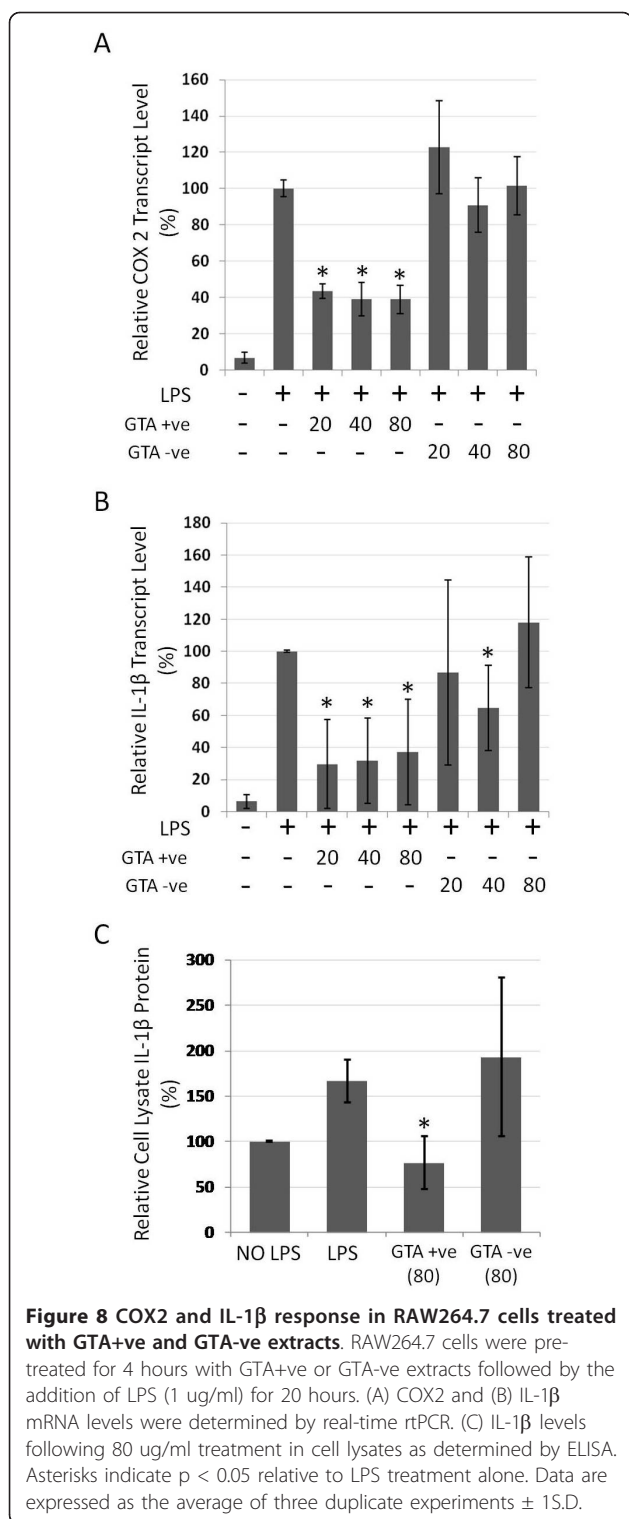 A
Relative COX 2 Transcript Level
(%)
160
140
120
100
80
60
40
20
0
* * *
LPS - + + + + + + +
GTA +ve - - 20 40 80 - - -
GTA -ve - - - - - 20 40 80
B
Relative IL-1β Transcript Level
(%)
180
160
140
120
100
80
60
40
20
0
* * * *
LPS - + + + + + + +
GTA +ve - - 20 40 80 - - -
GTA -ve - - - - - 20 40 80
C
Relative Cell Lysate IL-1β Protein
(%)
300
250
200
150
100
50
0
*
NO LPS LPS GTA +ve GTA -ve
(80) (80)
Figure 8 COX2 and IL-1β response in RAW264.7 cells treated
with GTA+ve and GTA-ve extracts. RAW264.7 cells were pre-
treated for 4 hours with GTA+ve or GTA-ve extracts followed by the
addition of LPS (1 ug/ml) for 20 hours. (A) COX2 and (B) IL-1β
mRNA levels were determined by real-time rtPCR. (C) IL-1β levels
following 80 ug/ml treatment in cell lysates as determined by ELISA.
Asterisks indicate p < 0.05 relative to LPS treatment alone. Data are
expressed as the average of three duplicate experiments ± 1S.D.